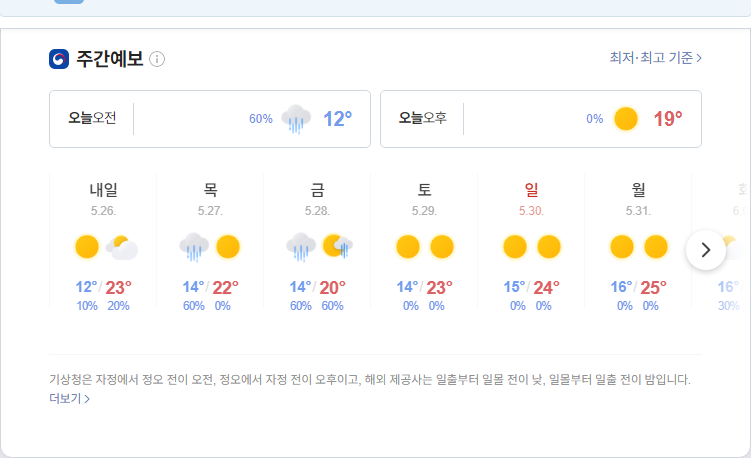 주간예보
최저·최고 기준
오늘오전 60% 12°
오늘오후 0% 19°
내일 목 금 토 일 월 화
5.26. 5.27. 5.28. 5.29. 5.30. 5.31.
12°/23° 14°/22° 14°/20° 14°/23° 15°/24° 16°/25° 16°
10% 20% 60% 0% 60% 60% 0% 0% 0% 0% 0% 0% 30%
기상청은 자정에서 정오 전이 오전, 정오에서 자정 전이 오후이고, 해외 제공사는 일출부터 일몰 전이 낮, 일몰부터 일출 전이 밤입니다.
더보기